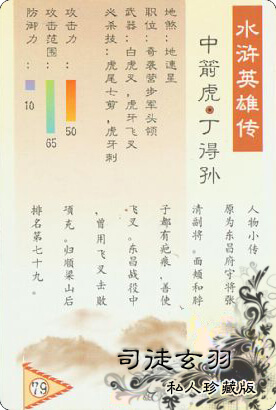 水浒英雄传
中箭虎·丁得孙
地煞:地速星
职位:奇袭营步军头领
武器:白虎叉,虎牙飞叉
必杀技:虎尾七剪,虎牙刺
攻击力:
50
攻击范围:
65
防御力:
10
人物小传:
原为东昌府守将张
清副将。面颊和脖
子都有疤痕,善使
飞叉。东昌战役中
,曾用飞叉击败
项充。归顺梁山后
排名第七十九。
79
司徒玄羽
私人珍藏版